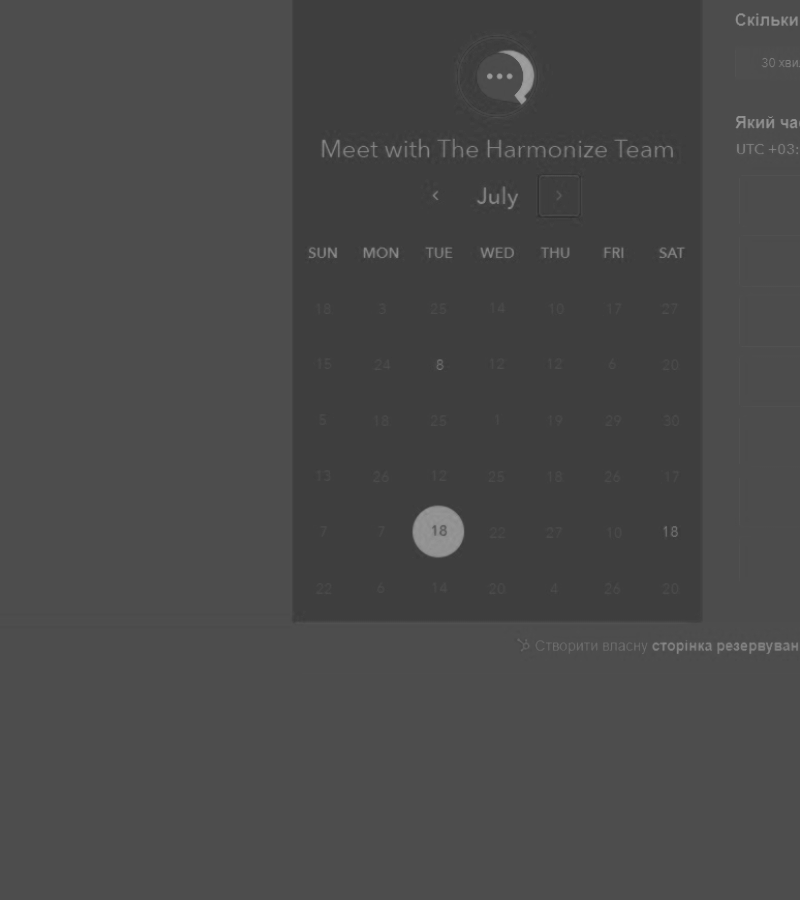 Meet with The Harmonize Team
July
SUN MON TUE WED THU FRI SAT
18 3 25 14 10 17 27
15 24 8 12 12 6 20
5 18 25 1 19 29 30
13 26 12 25 18 26 17
7 7 18 22 27 10 18
22 6 14 20 4 26 20
Скільки
30 хви
Який ча
UTC +03:
Створити власну сторінка резервуван